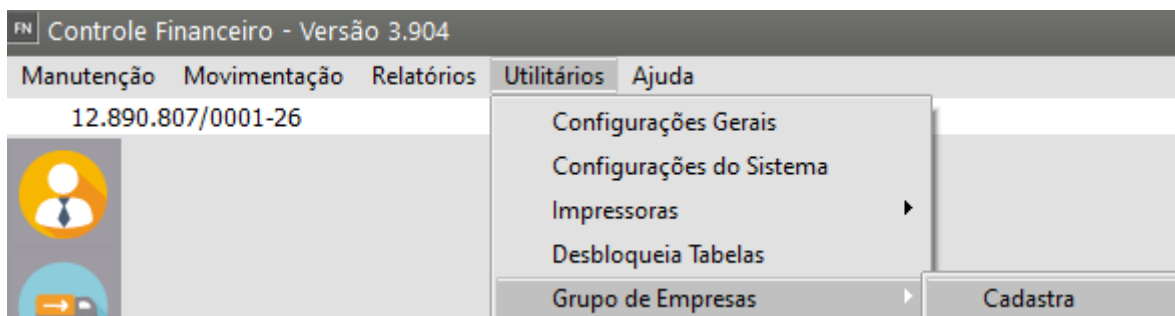 FN Controle Financeiro - Versão 3.904
Manutenção Movimentação Relatórios Utilitários Ajuda
12.890.807/0001-26
Configurações Gerais
Configurações do Sistema
Impressoras
Desbloqueia Tabelas
Grupo de Empresas Cadastra